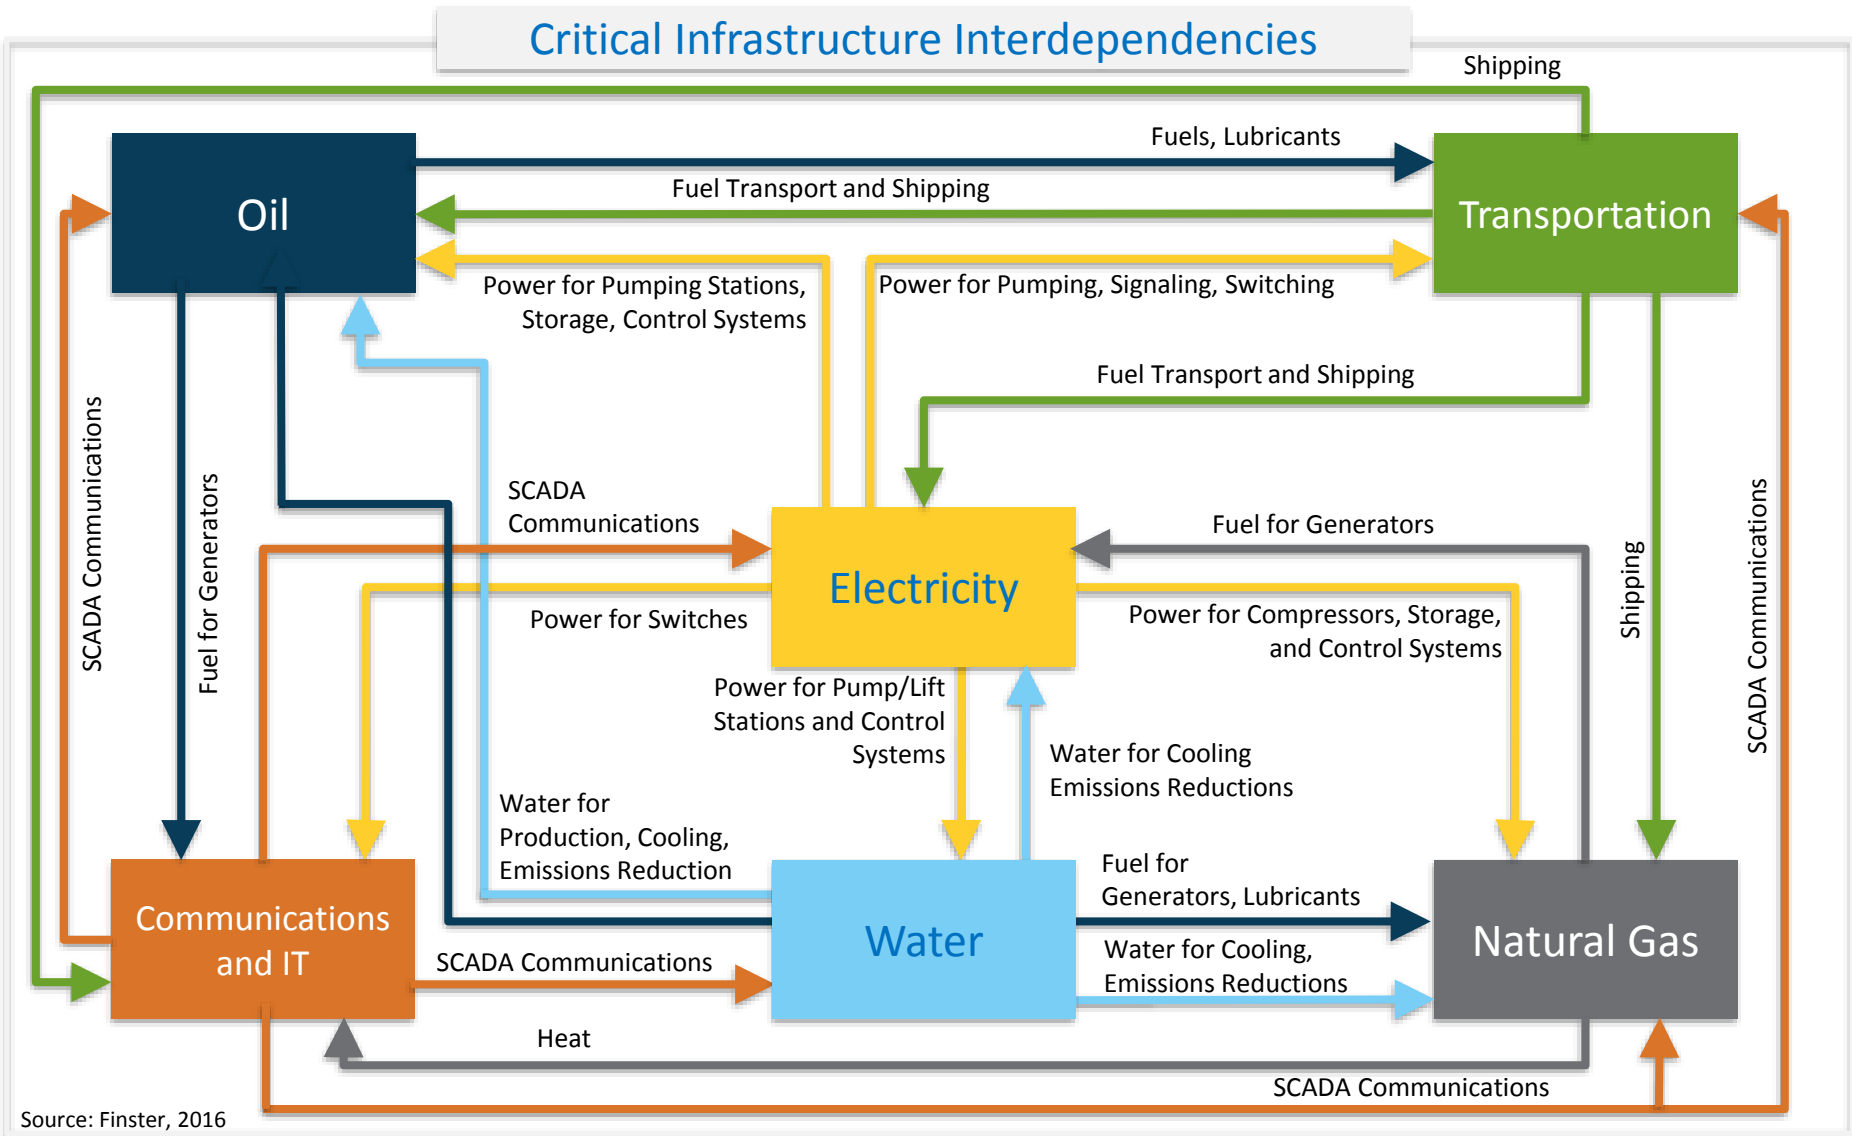 Critical Infrastructure Interdependencies
Shipping
Fuels, Lubricants
Fuel Transport and Shipping
Oil
Transportation
Power for Pumping Stations,
Storage, Control Systems
Power for Pumping, Signaling, Switching
Fuel Transport and Shipping
SCADA Communications
Fuel for Generators
SCADA
Communications
Fuel for Generators
Shipping
SCADA Communications
Electricity
Power for Switches
Power for Compressors, Storage,
and Control Systems
Power for Pump/Lift
Stations and Control
Systems
Water for Cooling
Emissions Reductions
Water for
Production, Cooling,
Emissions Reduction
Fuel for
Generators, Lubricants
Communications
and IT
Water
Natural Gas
SCADA Communications
Water for Cooling,
Emissions Reductions
Heat
SCADA Communications
Source: Finster, 2016